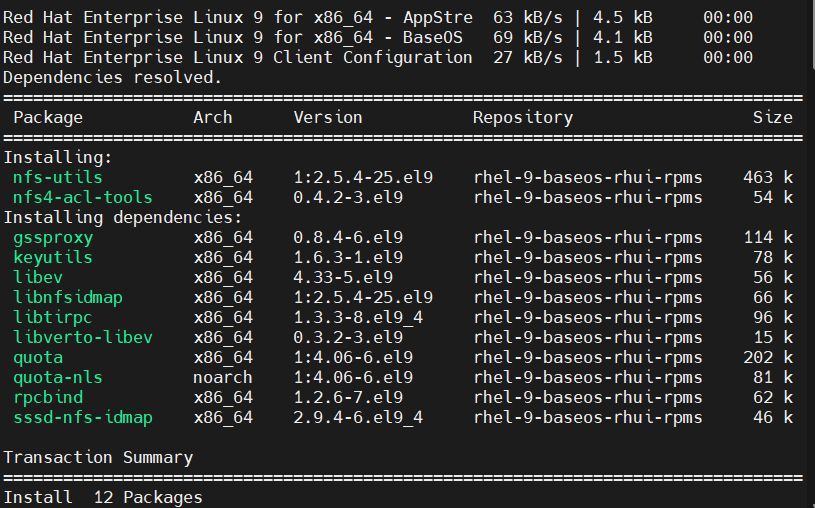 Red Hat Enterprise Linux 9 for x86_64 - AppStre  63 kB/s | 4.5 kB     00:00
Red Hat Enterprise Linux 9 for x86_64 - BaseOS   69 kB/s | 4.1 kB     00:00
Red Hat Enterprise Linux 9 Client Configuration  27 kB/s | 1.5 kB     00:00
Dependencies resolved.
================================================================================
 Package          Arch      Version           Repository                  Size
================================================================================
Installing:
 nfs-utils         x86_64    1:2.5.4-25.el9    rhel-9-baseos-rhui-rpms    463 k
 nfs4-acl-tools    x86_64    0.4.2-3.el9       rhel-9-baseos-rhui-rpms     54 k
Installing dependencies:
 gssproxy          x86_64    0.8.4-6.el9       rhel-9-baseos-rhui-rpms    114 k
 keyutils          x86_64    1.6.3-1.el9       rhel-9-baseos-rhui-rpms     78 k
 libev             x86_64    4.33-5.el9        rhel-9-baseos-rhui-rpms     56 k
 libnfsidmap       x86_64    1:2.5.4-25.el9    rhel-9-baseos-rhui-rpms     66 k
 libtirpc          x86_64    1.3.3-8.el9_4     rhel-9-baseos-rhui-rpms     96 k
 libverto-libev    x86_64    0.3.2-3.el9       rhel-9-baseos-rhui-rpms     15 k
 quota             x86_64    1:4.06-6.el9      rhel-9-baseos-rhui-rpms    202 k
 quota-nls         noarch    1:4.06-6.el9      rhel-9-baseos-rhui-rpms     81 k
 rpcbind           x86_64    1.2.6-7.el9       rhel-9-baseos-rhui-rpms     62 k
 sssd-nfs-idmap    x86_64    2.9.4-6.el9_4     rhel-9-baseos-rhui-rpms     46 k
Transaction Summary
================================================================================
Install  12 Packages